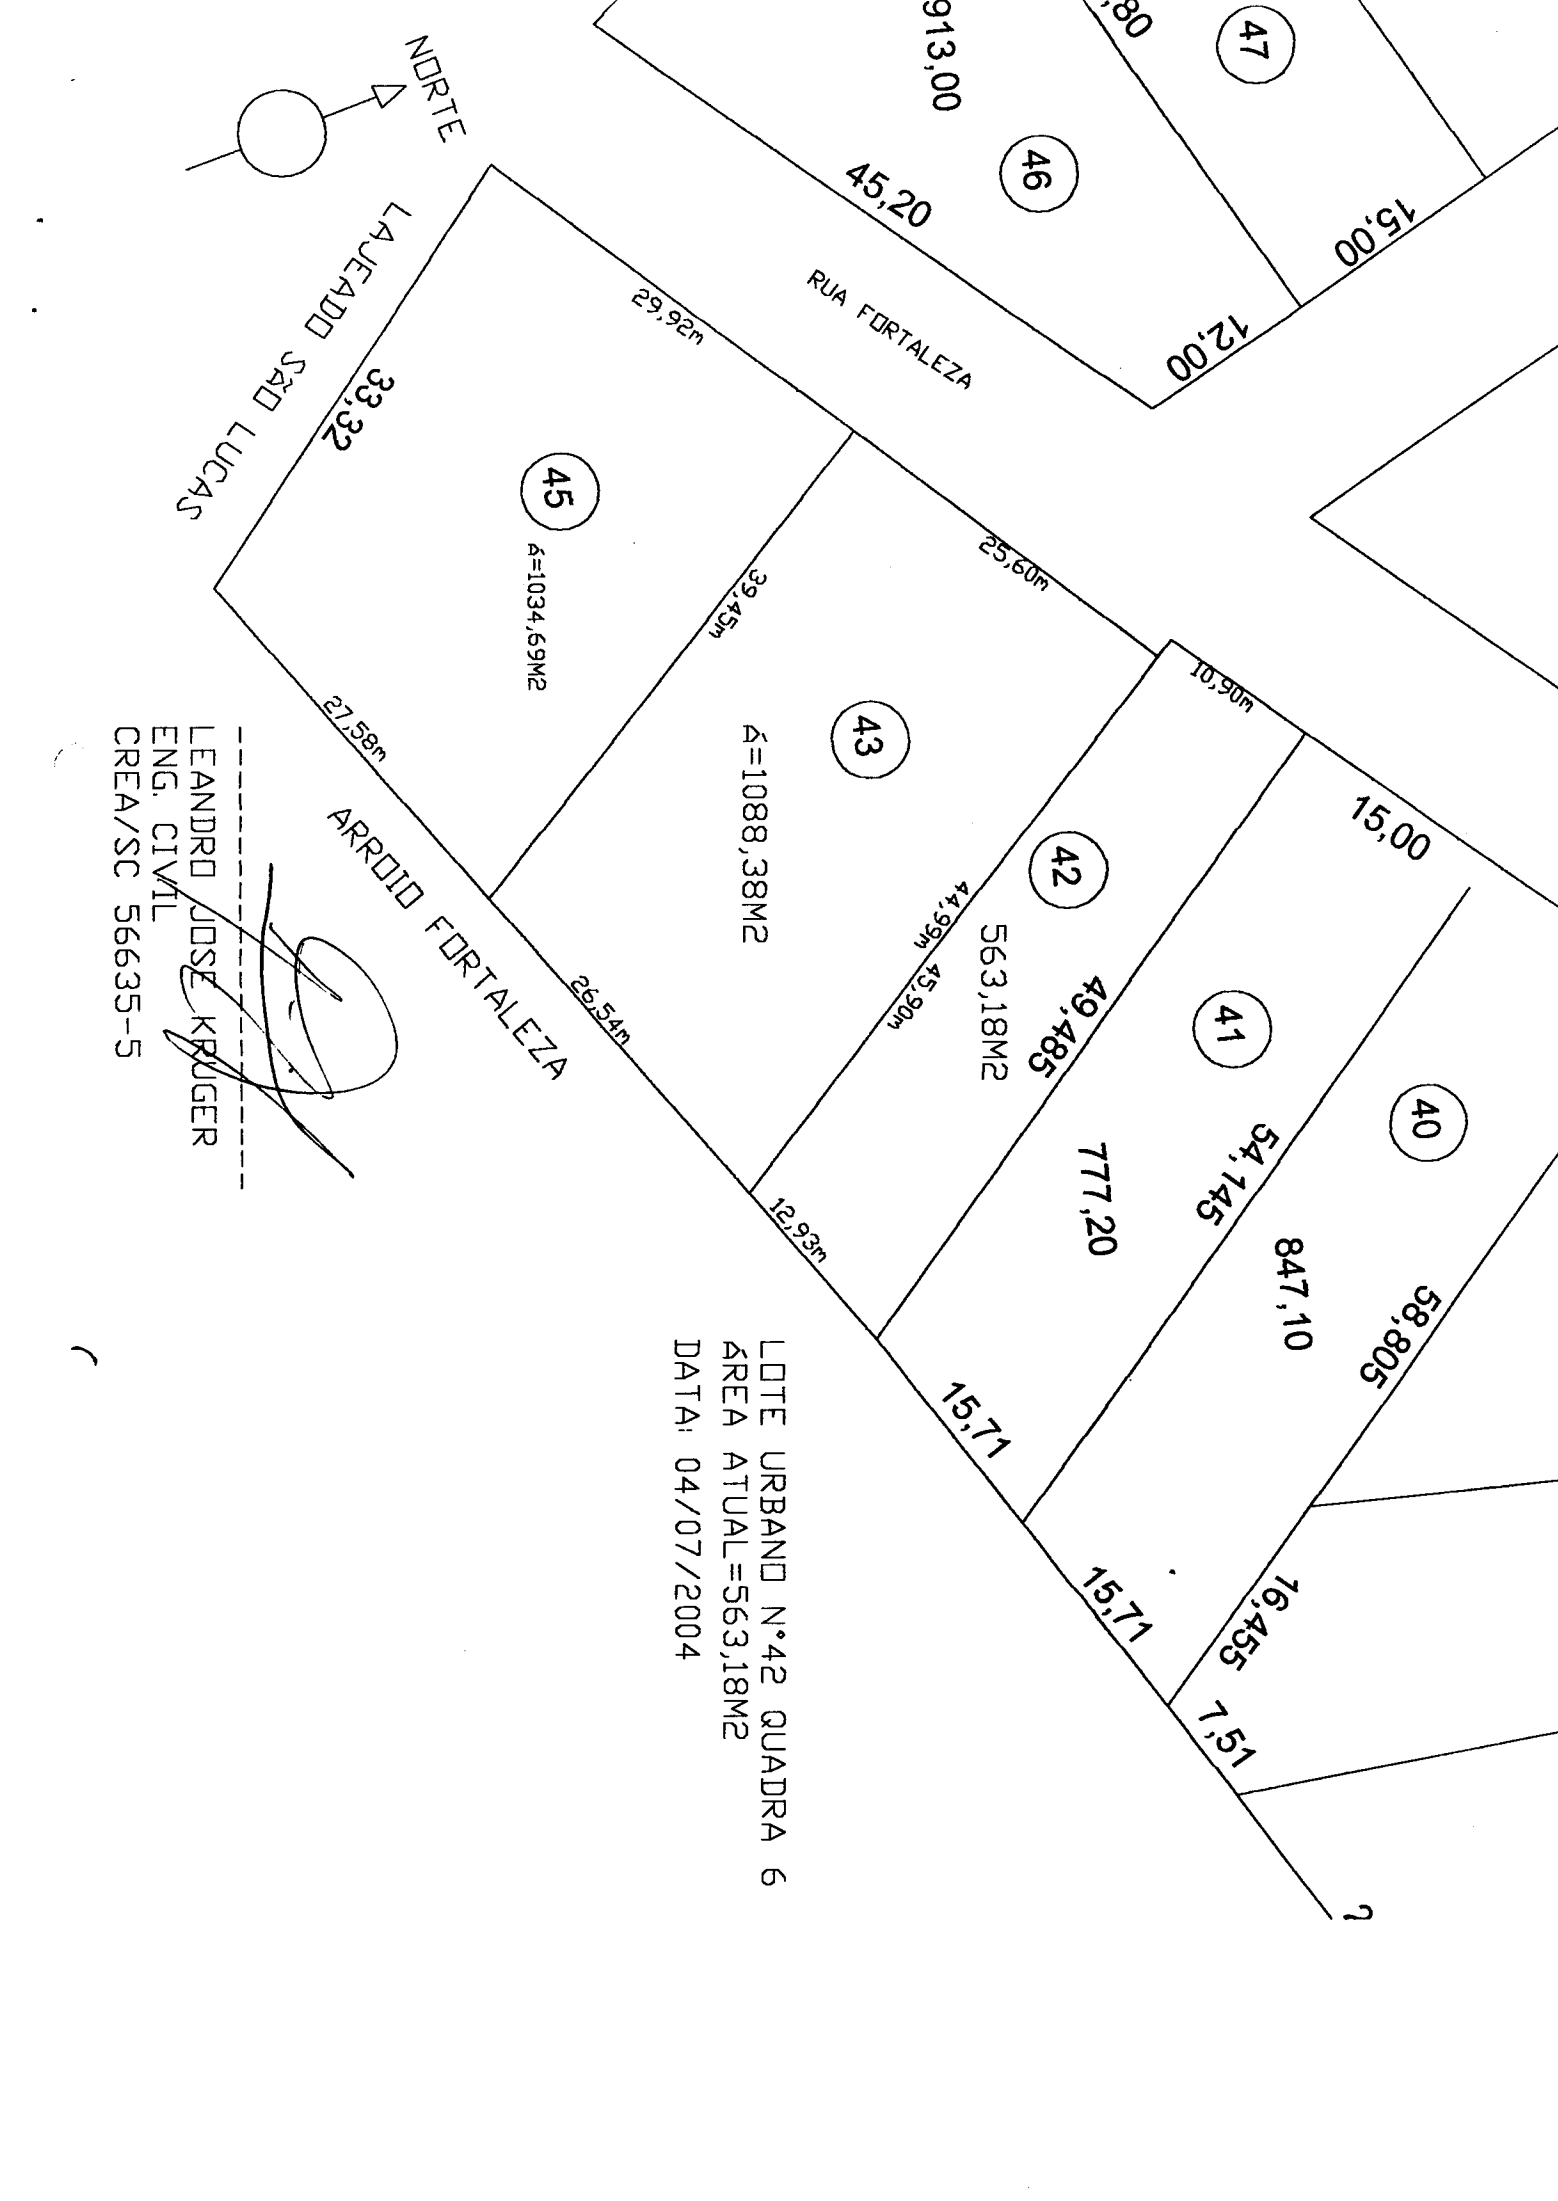 NORTE
LAJEADO SÃO LUCAS
33,32
29,92m
RUA FORTALEZA
45,20
913,00
46
,80
47
15,00
12,00
45
Á=1034,69M2
39,45m
27,58m
25,60m
43
Á=1088,38M2
26,54m
ARROIO FORTALEZA
10,90m
42
563,18M2
44,99m
45,90m
12,93m
49,485
15,00
41
777,20
15,71
54,145
40
847,10
15,71
58,805
16,455
7,51
LEANDRO JOSE KRUGER
ENG. CIVIL
CREA/SC 56635-5
LOTE URBANO N°42 QUADRA 6
ÁREA ATUAL=563,18M2
DATA: 04/07/2004